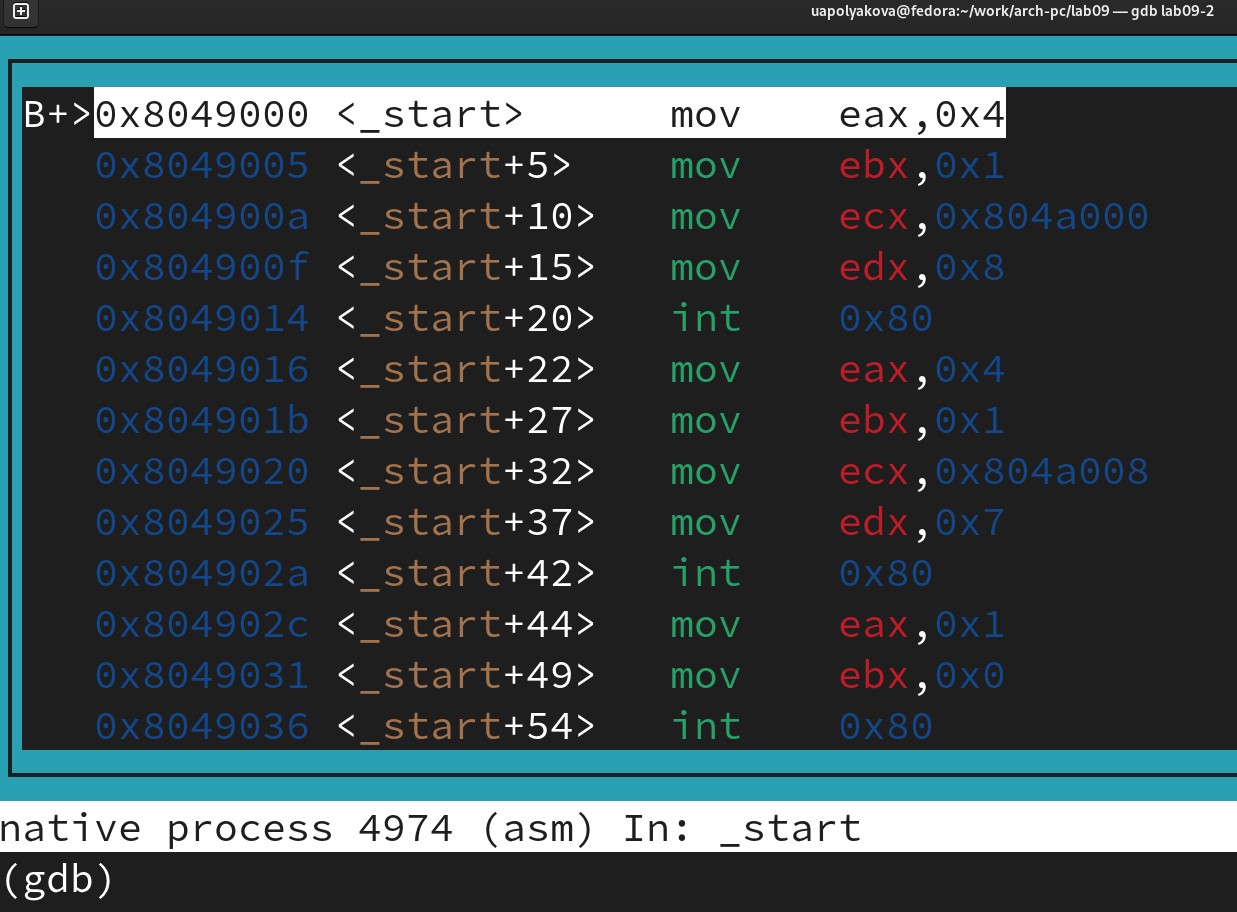 uapolyakova@fedora:~/work/arch-pc/lab09 — gdb lab09-2
B+>0x8049000 <_start>      mov    eax,0x4
0x8049005 <_start+5>    mov    ebx,0x1
0x804900a <_start+10>   mov    ecx,0x804a000
0x804900f <_start+15>   mov    edx,0x8
0x8049014 <_start+20>   int    0x80
0x8049016 <_start+22>   mov    eax,0x4
0x804901b <_start+27>   mov    ebx,0x1
0x8049020 <_start+32>   mov    ecx,0x804a008
0x8049025 <_start+37>   mov    edx,0x7
0x804902a <_start+42>   int    0x80
0x804902c <_start+44>   mov    eax,0x1
0x8049031 <_start+49>   mov    ebx,0x0
0x8049036 <_start+54>   int    0x80
native process 4974 (asm) In: _start
(gdb)